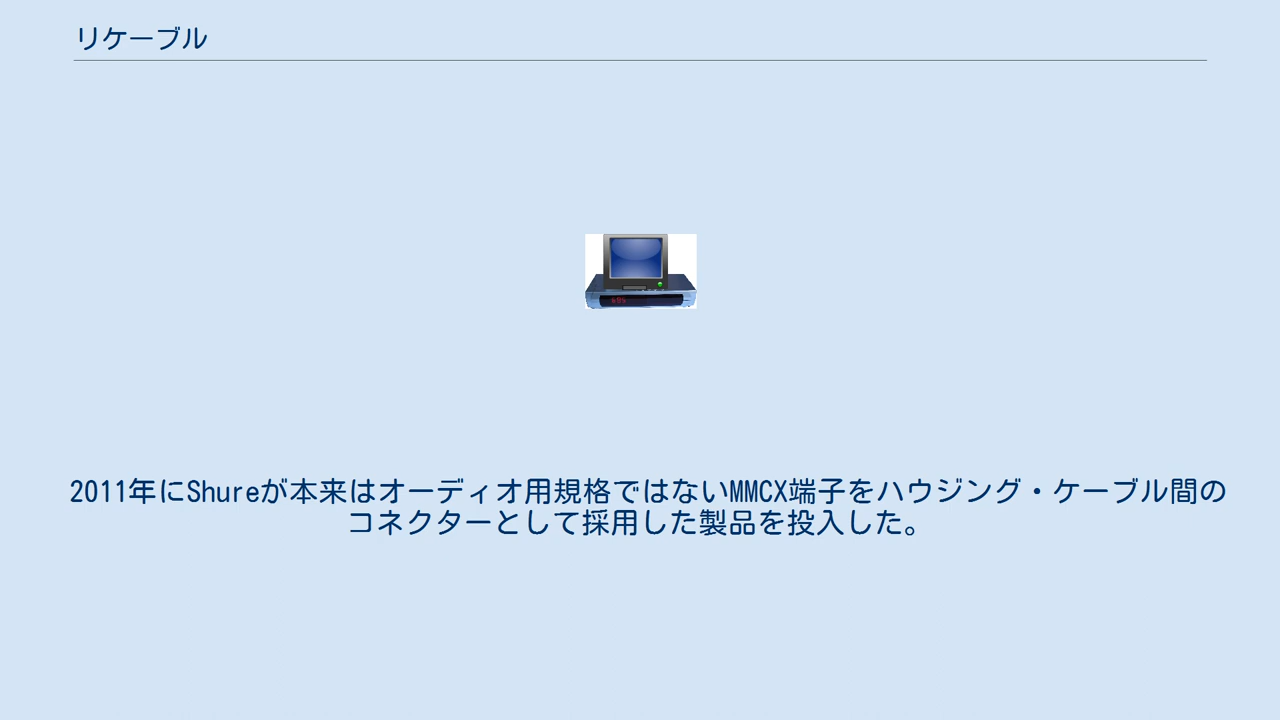 リケーブル
2011年にShureが本来はオーディオ用規格ではないMMCX端子をハウジング・ケーブル間の
コネクターとして採用した製品を投入した。